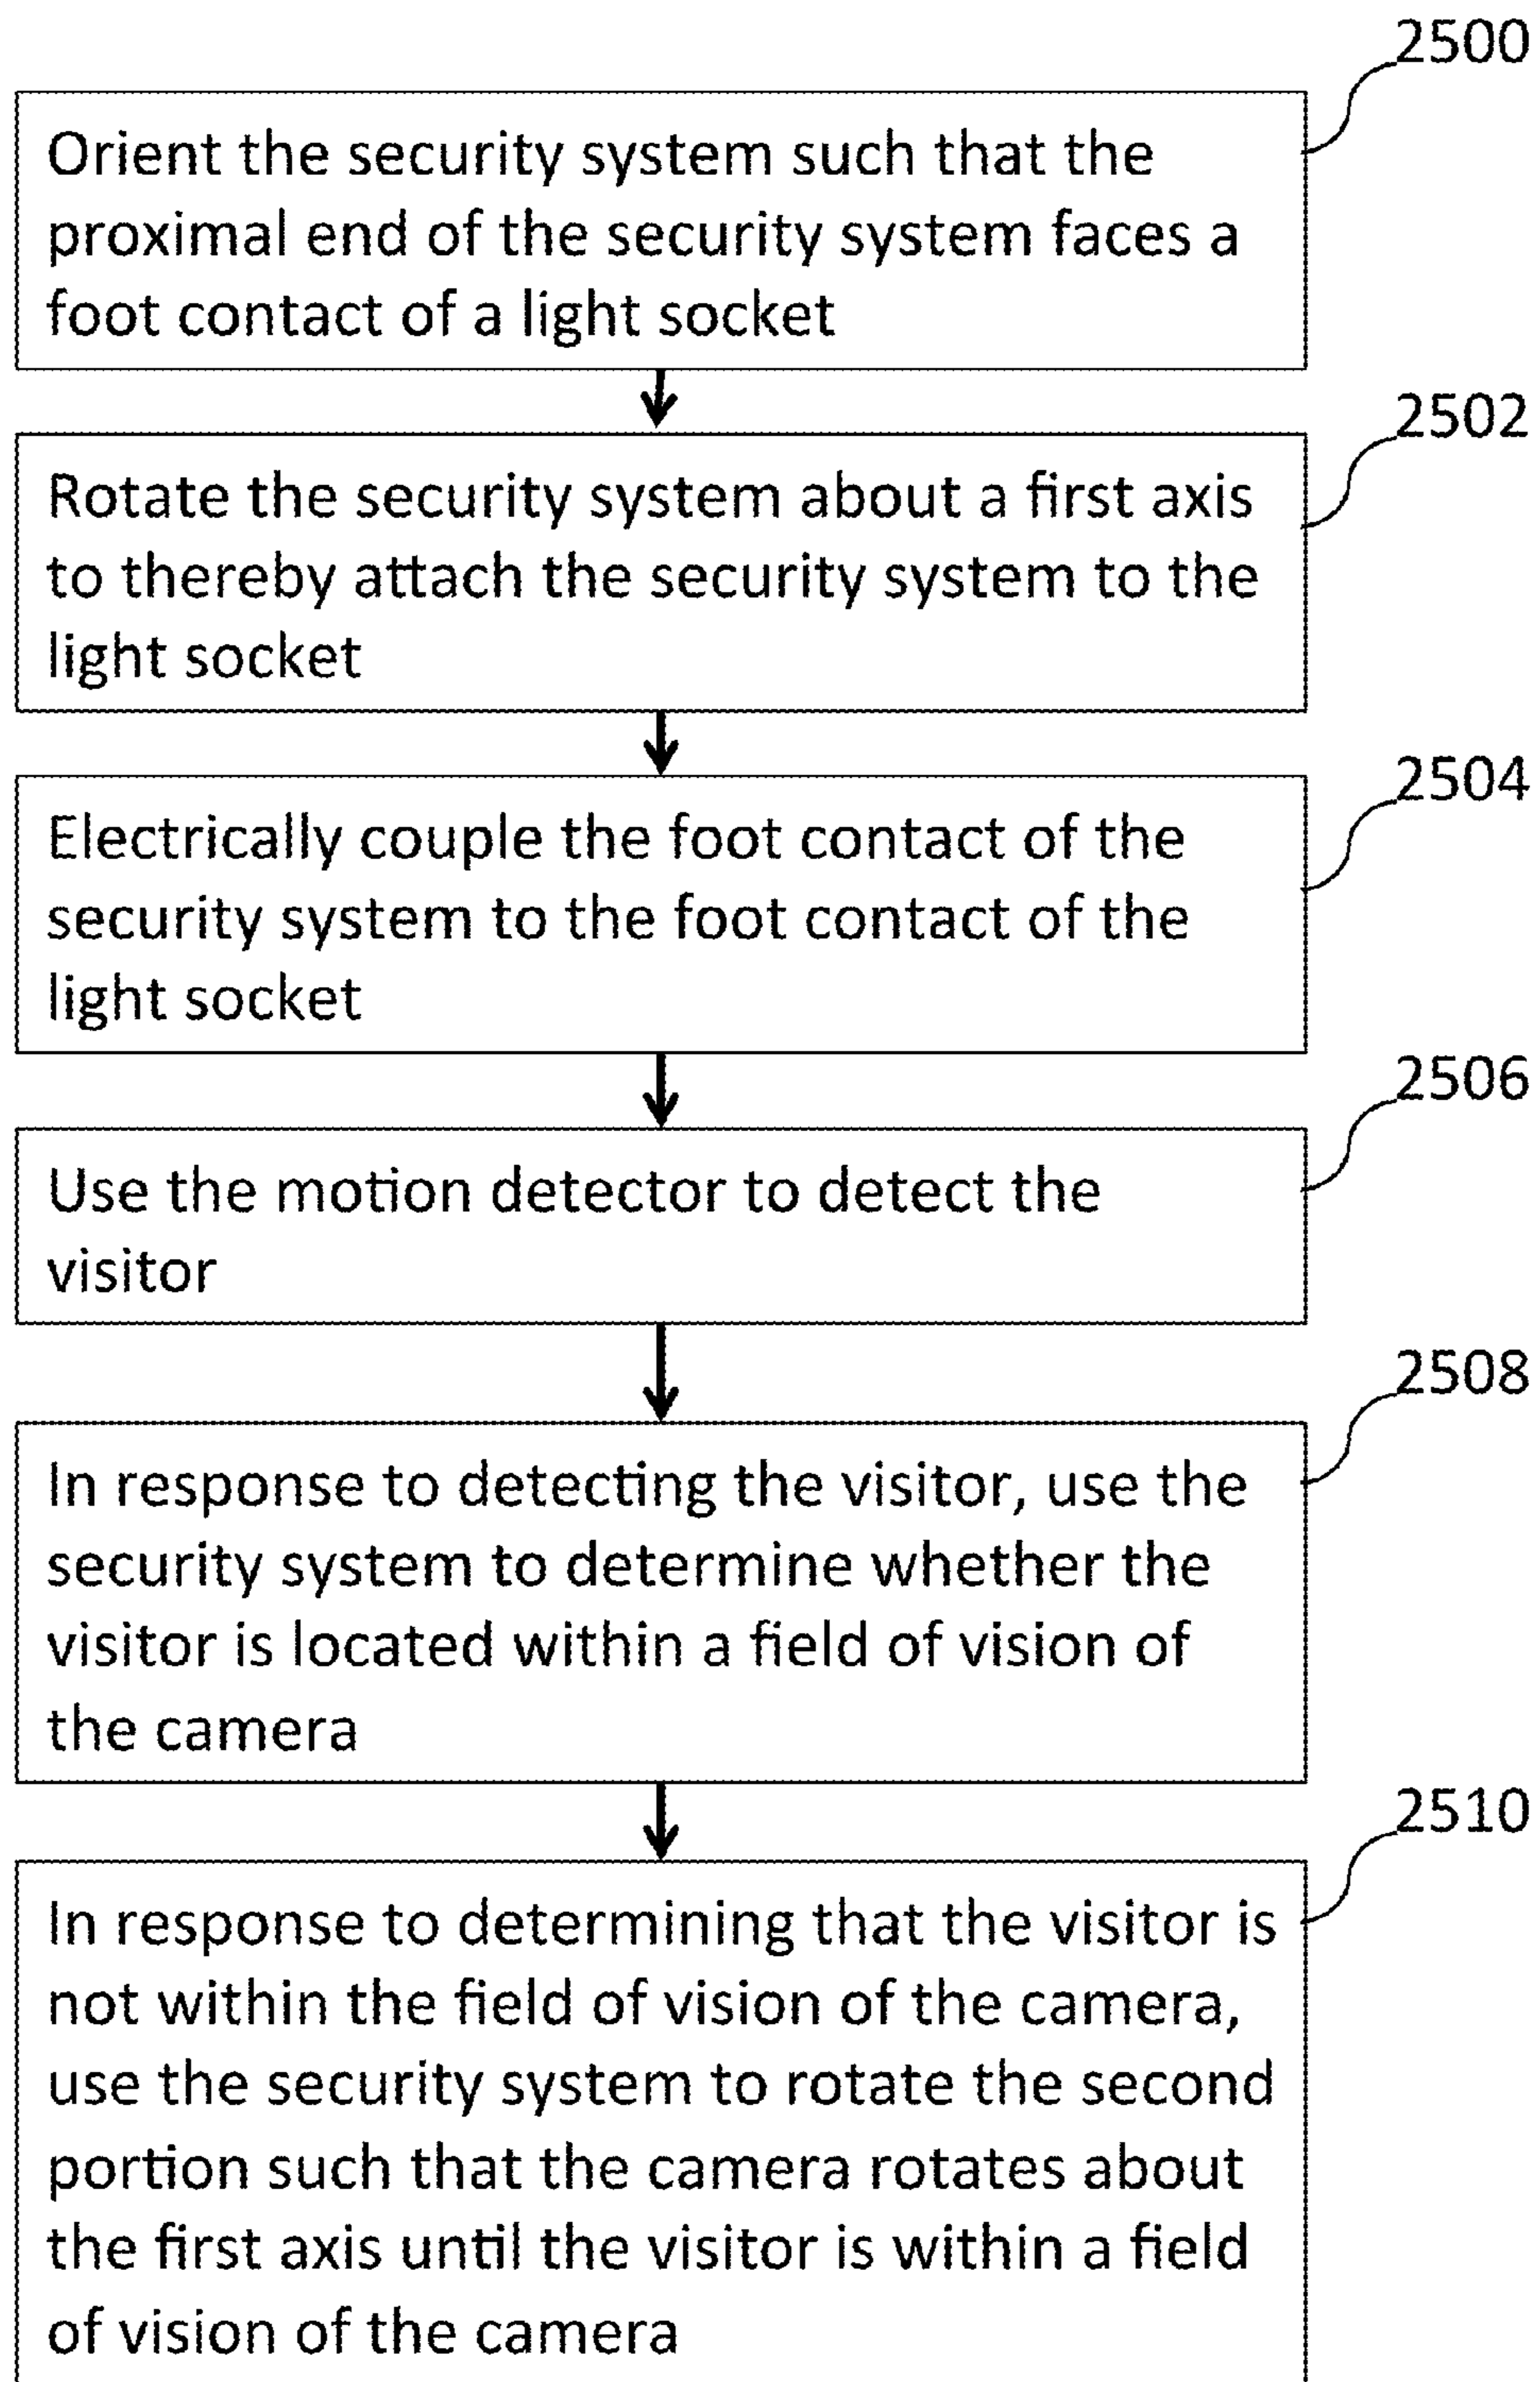 2500
Orient the security system such that the
proximal end of the security system faces a
foot contact of a light socket
2502
Rotate the security system about a first axis
to thereby attach the security system to the
light socket
2504
Electrically couple the foot contact of the
security system to the foot contact of the
light socket
2506
Use the motion detector to detect the
visitor
2508
In response to detecting the visitor, use the
security system to determine whether the
visitor is located within a field of vision of
the camera
2510
In response to determining that the visitor is
not within the field of vision of the camera,
use the security system to rotate the second
portion such that the camera rotates about
the first axis until the visitor is within a field
of vision of the camera